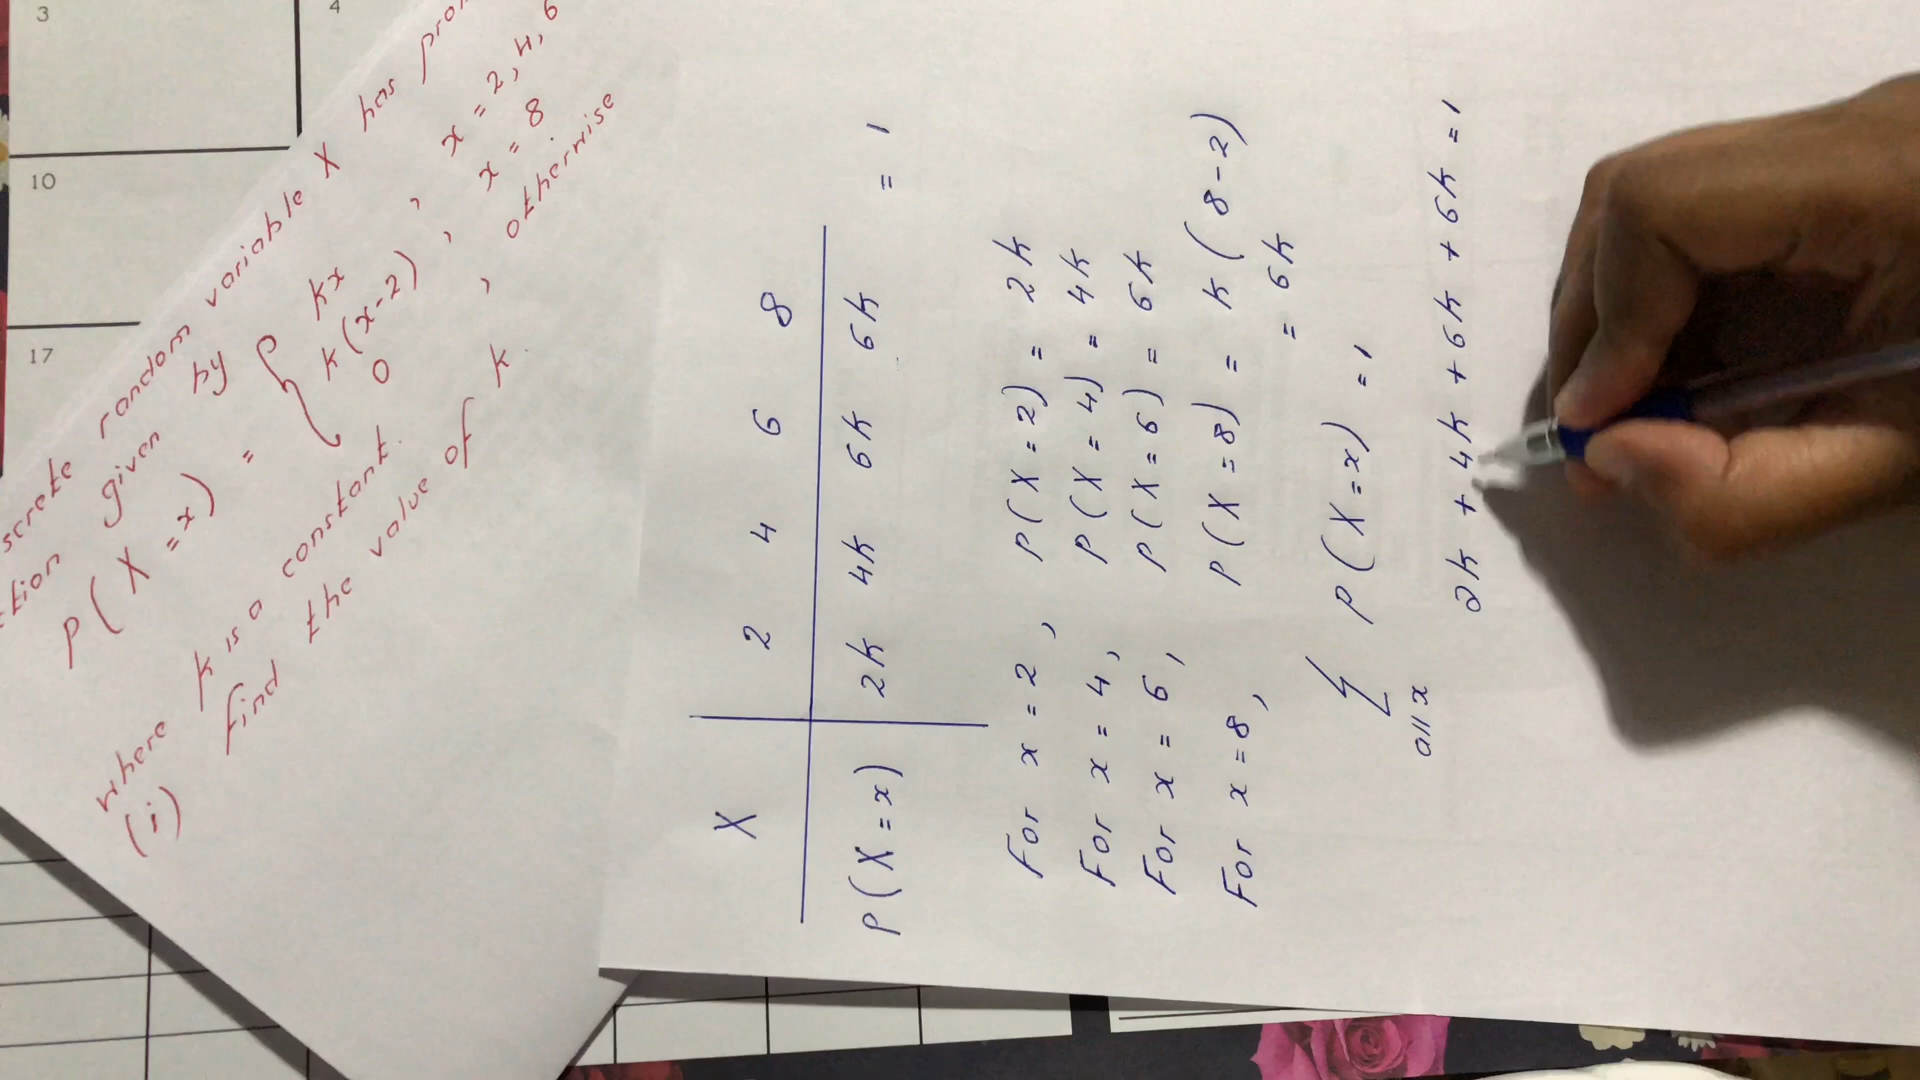 3
4
10
17
random variable X has
given by
P(X=x) = { kx , x = 2, 4, 6
k(x-2) , x = 8
0 , otherwise
where k is a constant.
(i) find the value of k.
X 2 4 6 8
P(X=x) 2k 4k 6k 6k = 1
For x = 2, P(X=2) = 2k
For x = 4, P(X=4) = 4k
For x = 6, P(X=6) = 6k
For x = 8, P(X=8) = k(8-2)
= 6k
∑ P(X=x) = 1
all x
2k + 4k + 6k + 6k = 1